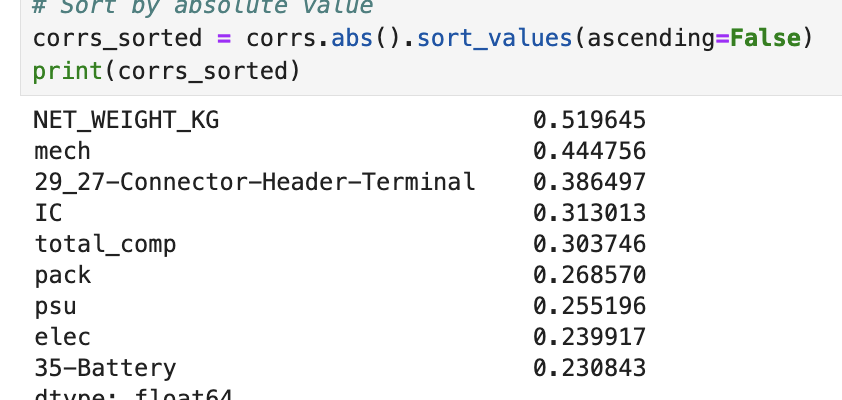 # Sort by absolute value
corrs_sorted = corrs.abs().sort_values(ascending=False)
print(corrs_sorted)
NET_WEIGHT_KG 0.519645
mech 0.444756
29_27-Connector-Header-Terminal 0.386497
IC 0.313013
total_comp 0.303746
pack 0.268570
psu 0.255196
elec 0.239917
35-Battery 0.230843
dtype: float64